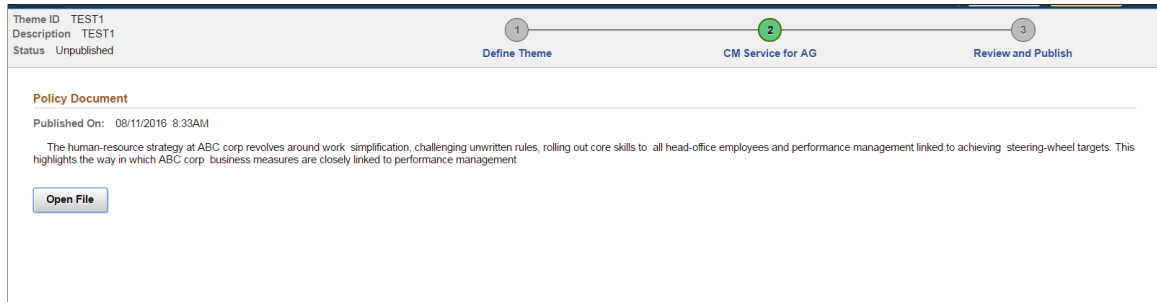 Theme ID TEST1
Description TEST1
Status Unpublished
1
2
3
Define Theme
CM Service for AG
Review and Publish
Policy Document
Published On: 08/11/2016 8:33AM
The human-resource strategy at ABC corp revolves around work simplification, challenging unwritten rules, rolling out core skills to all head-office employees and performance management linked to achieving steering-wheel targets. This
highlights the way in which ABC corp business measures are closely linked to performance management
Open File